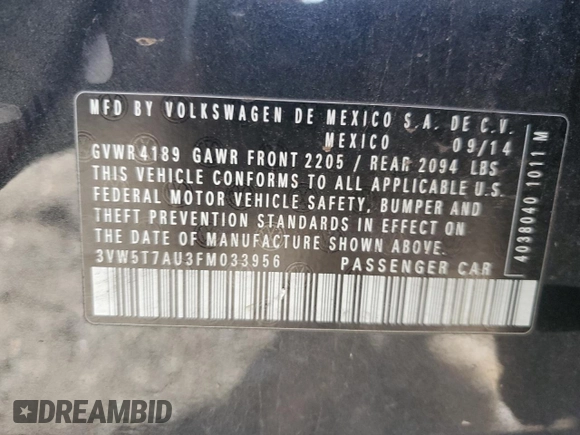 MFD BY VOLKSWAGEN DE MEXICO S.A. DE C.V.
MEXICO 09/14
GVWR4189 GAWR FRONT 2205 / REAR 2094 LBS
THIS VEHICLE CONFORMS TO ALL APPLICABLE U.S.
FEDERAL MOTOR VEHICLE SAFETY, BUMPER AND
THEFT PREVENTION STANDARDS IN EFFECT ON
THE DATE OF MANUFACTURE SHOWN ABOVE.
3VW5T7AU3FM033956 PASSENGER CAR
4038040 1011 M
DREAMBID